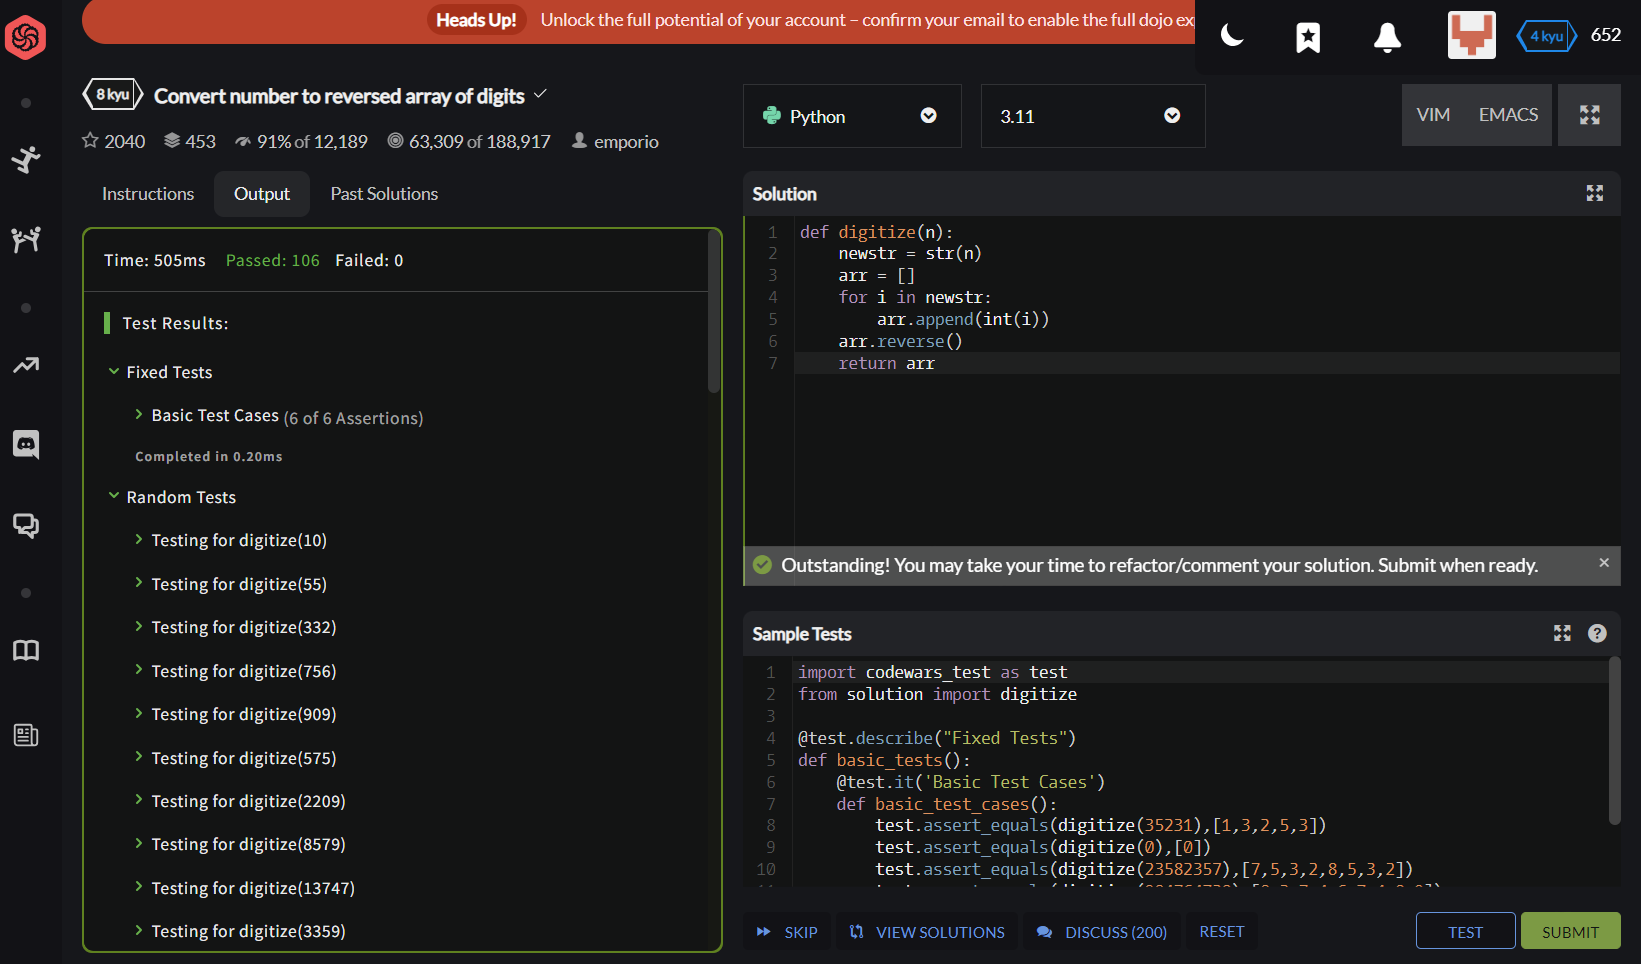 Heads Up! Unlock the full potential of your account – confirm your email to enable the full dojo ex
4 kyu 652
8 kyu Convert number to reversed array of digits
2040 453 91% of 12,189 63,309 of 188,917 emporio
Python 3.11 VIM EMACS
Instructions Output Past Solutions
Time: 505ms Passed: 106 Failed: 0
Test Results:
Fixed Tests
Basic Test Cases (6 of 6 Assertions)
Completed in 0.20ms
Random Tests
Testing for digitize(10)
Testing for digitize(55)
Testing for digitize(332)
Testing for digitize(756)
Testing for digitize(909)
Testing for digitize(575)
Testing for digitize(2209)
Testing for digitize(8579)
Testing for digitize(13747)
Testing for digitize(3359)
Solution
1 def digitize(n):
2 newstr = str(n)
3 arr = []
4 for i in newstr:
5 arr.append(int(i))
6 arr.reverse()
7 return arr
Outstanding! You may take your time to refactor/comment your solution. Submit when ready. ×
Sample Tests
1 import codewars_test as test
2 from solution import digitize
3
4 @test.describe("Fixed Tests")
5 def basic_tests():
6 @test.it('Basic Test Cases')
7 def basic_test_cases():
8 test.assert_equals(digitize(35231),[1,3,2,5,3])
9 test.assert_equals(digitize(0),[0])
10 test.assert_equals(digitize(23582357),[7,5,3,2,8,5,3,2])
SKIP VIEW SOLUTIONS DISCUSS (200) RESET TEST SUBMIT